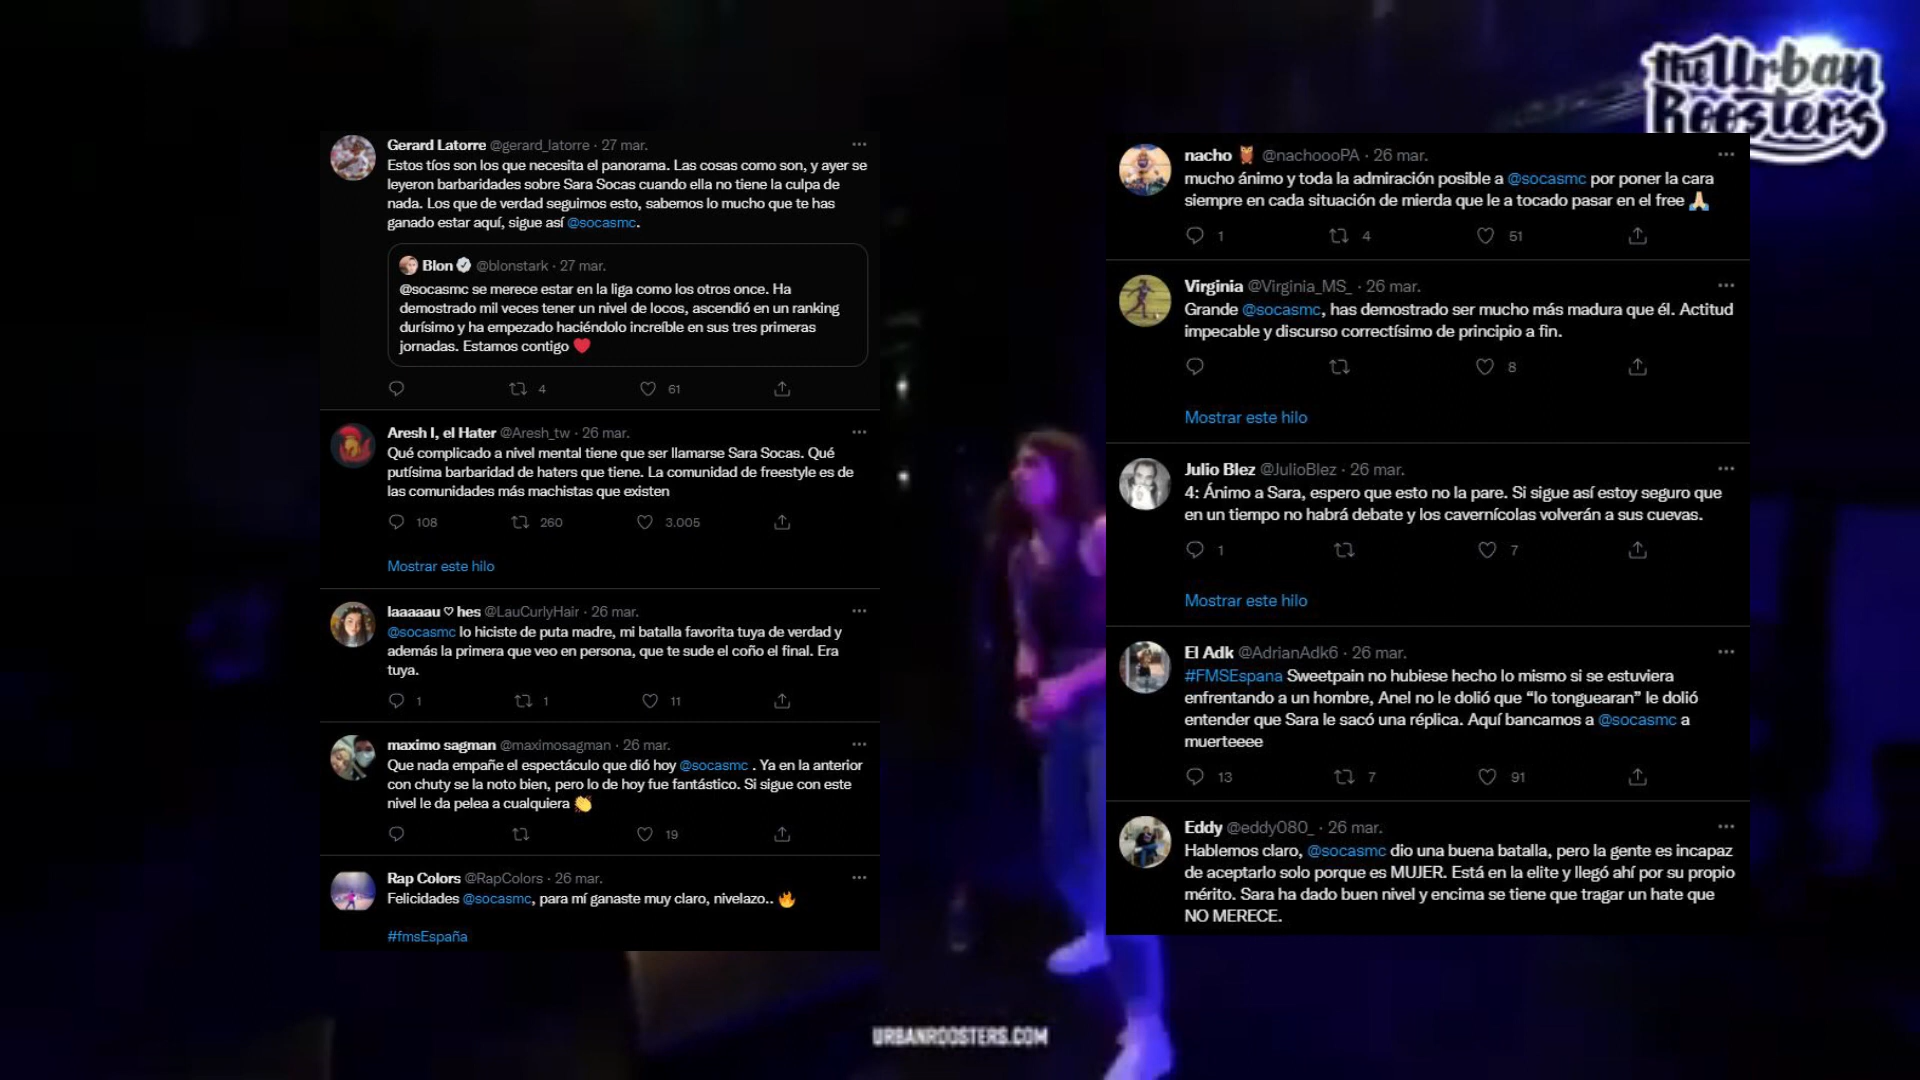 the Urban
Roosters
Gerard Latorre @gerard_latorre · 27 mar.
Estos tíos son los que necesita el panorama. Las cosas como son, y ayer se
leyeron barbaridades sobre Sara Socas cuando ella no tiene la culpa de
nada. Los que de verdad seguimos esto, sabemos lo mucho que te has
ganado estar aquí, sigue así @socasmc.
Blon @blonstark · 27 mar.
@socasmc se merece estar en la liga como los otros once. Ha
demostrado mil veces tener un nivel de locos, ascendió en un ranking
durísimo y ha empezado haciéndolo increíble en sus tres primeras
jornadas. Estamos contigo ❤️
4 61
Aresh I, el Hater @Aresh_tw · 26 mar.
Qué complicado a nivel mental tiene que ser llamarse Sara Socas. Qué
putísima barbaridad de haters que tiene. La comunidad de freestyle es de
las comunidades más machistas que existen
108 260 3.005
Mostrar este hilo
laaaaau ♡ hes @LauCurlyHair · 26 mar.
@socasmc lo hiciste de puta madre, mi batalla favorita tuya de verdad y
además la primera que veo en persona, que te sude el coño el final. Era
tuya.
1 1 11
maximo sagman @maximosagman · 26 mar.
Que nada empañe el espectáculo que dió hoy @socasmc . Ya en la anterior
con chuty se la noto bien, pero lo de hoy fue fantástico. Si sigue con este
nivel le da pelea a cualquiera 👏
19
Rap Colors @RapColors · 26 mar.
Felicidades @socasmc, para mí ganaste muy claro, nivelazo.. 🔥
#fmsEspaña
nacho 🦉 @nachoooPA · 26 mar.
mucho ánimo y toda la admiración posible a @socasmc por poner la cara
siempre en cada situación de mierda que le a tocado pasar en el free 🙏🏻
1 4 51
Virginia @Virginia_MS_ · 26 mar.
Grande @socasmc, has demostrado ser mucho más madura que él. Actitud
impecable y discurso correctísimo de principio a fin.
8
Mostrar este hilo
Julio Blez @JulioBlez · 26 mar.
4: Ánimo a Sara, espero que esto no la pare. Si sigue así estoy seguro que
en un tiempo no habrá debate y los cavernícolas volverán a sus cuevas.
1 7
Mostrar este hilo
El Adk @AdrianAdk6 · 26 mar.
#FMSEspana Sweetpain no hubiese hecho lo mismo si se estuviera
enfrentando a un hombre, Anel no le dolió que “lo tonguearan” le dolió
entender que Sara le sacó una réplica. Aquí bancamos a @socasmc a
muerteeee
13 7 91
Eddy @eddy080_ · 26 mar.
Hablemos claro, @socasmc dio una buena batalla, pero la gente es incapaz
de aceptarlo solo porque es MUJER. Está en la elite y llegó ahí por su propio
mérito. Sara ha dado buen nivel y encima se tiene que tragar un hate que
NO MERECE.
URBANROOSTERS.COM